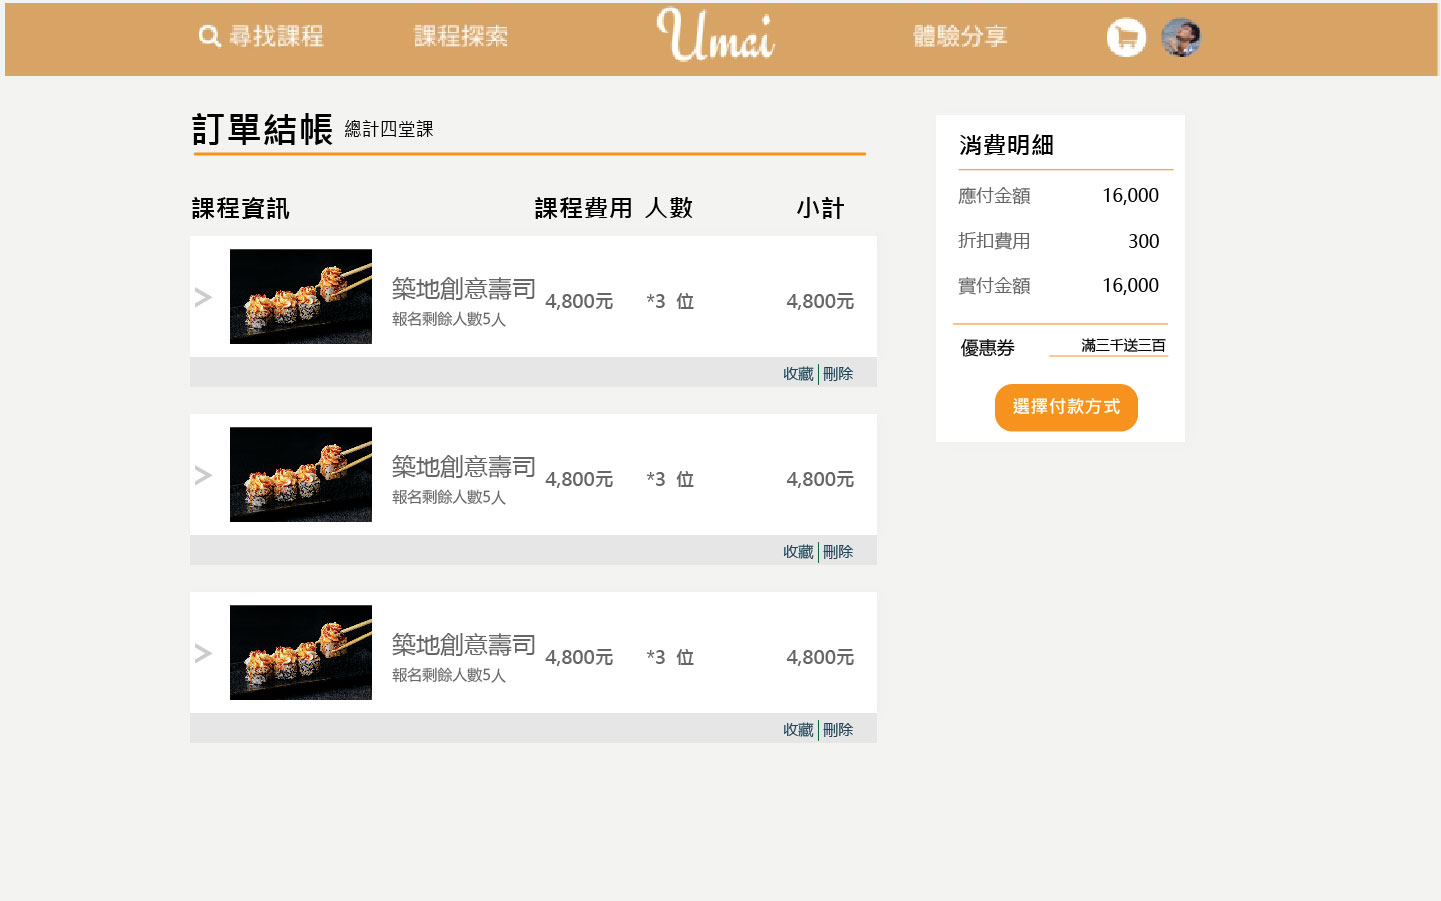 尋找課程 課程探索 Umai 體驗分享
訂單結帳 總計四堂課
課程資訊 課程費用 人數 小計
>
築地創意壽司 4,800元 *3 位 4,800元
報名剩餘人數5人
收藏|刪除
>
築地創意壽司 4,800元 *3 位 4,800元
報名剩餘人數5人
收藏|刪除
>
築地創意壽司 4,800元 *3 位 4,800元
報名剩餘人數5人
收藏|刪除
消費明細
應付金額 16,000
折扣費用 300
實付金額 16,000
優惠券 滿三千送三百
選擇付款方式